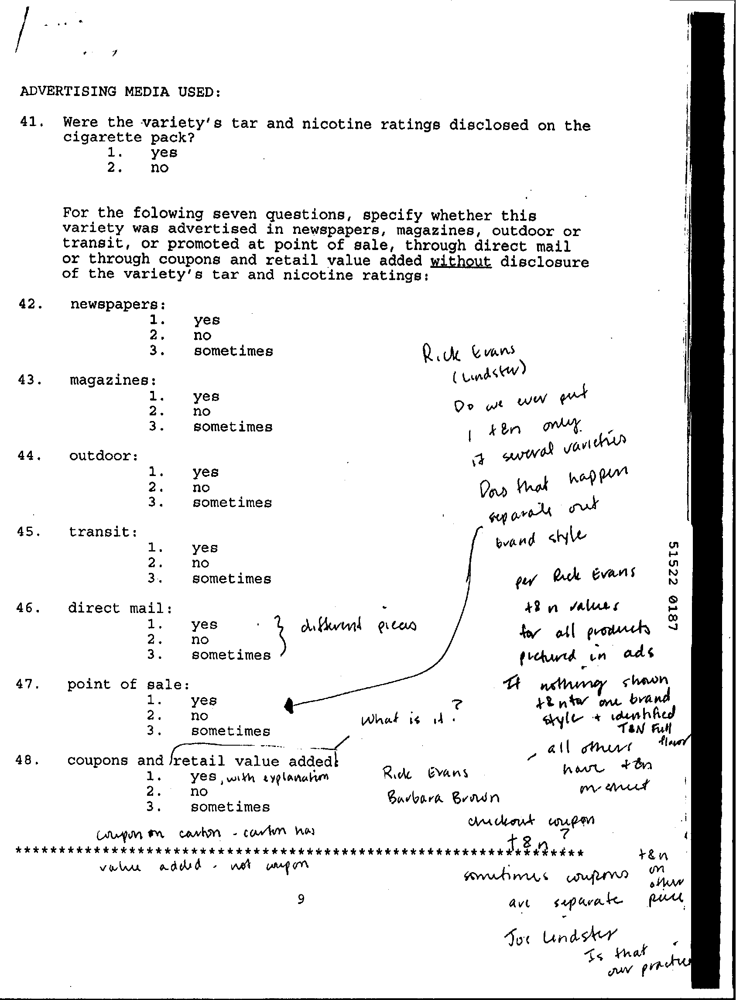 ADVERTISING MEDIA USED:
41. Were the variety's tar and nicotine ratings disclosed on the
cigarette pack?
1. yes
2. no
For the folowing seven questions, specify whether this
variety was advertised in newspapers, magazines, outdoor or
transit, or promoted at point of sale, through direct mail
or through coupons and retail value added without disclosure
of the variety's tar and nicotine ratings:
42. newspapers:
1. yes
2. no
3. sometimes
Rick Evans
(Lindster)
Do we ever put
1 t&n only
if several varieties
Does that happen
separate out
brand style
43. magazines:
1. yes
2. no
3. sometimes
44. outdoor:
1. yes
2. no
3. sometimes
45. transit:
1. yes
2. no
3. sometimes
per Rick Evans
t&n values
for all products
pictured in ads
If nothing shown
t&n for one brand
style + identified
T&N Full
flavor
all others
have t&n
on sheet
51522 0187
46. direct mail:
1. yes
2. no
3. sometimes
different pieces
47. point of sale:
1. yes
2. no
3. sometimes
What is it?
48. coupons and retail value added:
1. yes, with explanation
2. no
3. sometimes
Rick Evans
Barbara Brown
checkout coupon
t&n?
coupon on carton - carton has
************************************************************
value added - not coupon
sometimes coupons
are separate
t&n
on
other
piece
9
Joe Lindster
Is that
our practice